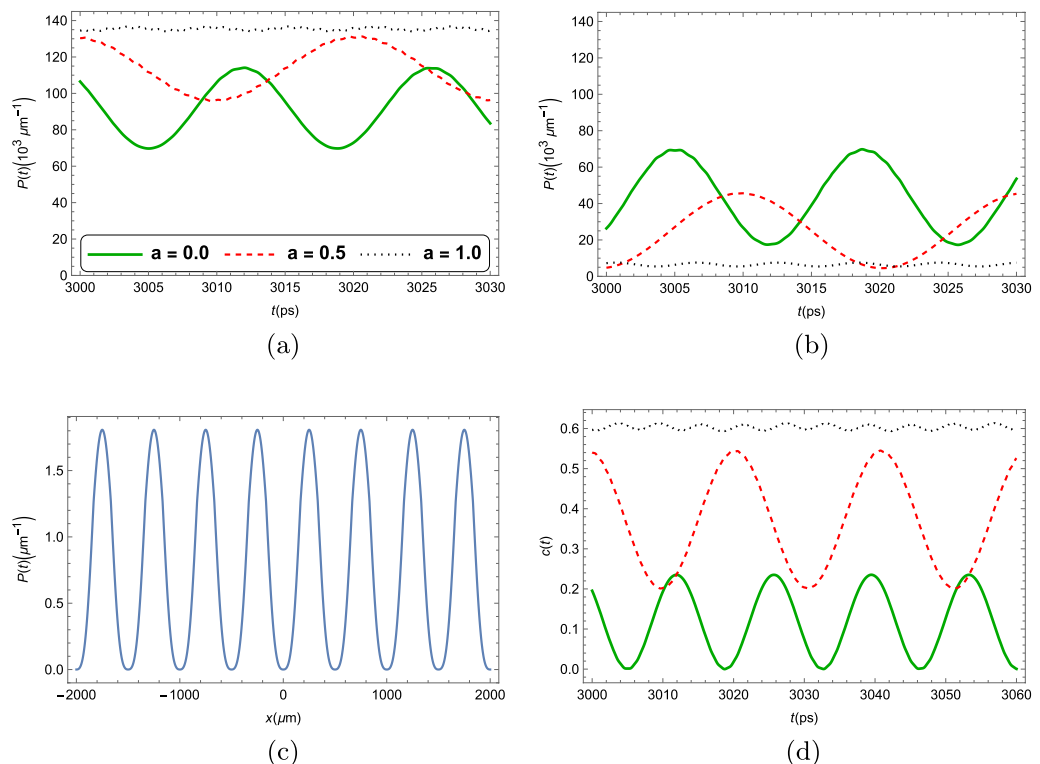 140
120
100
80
60
40
20
0
P(t)(10³ μm⁻¹)
a = 0.0 a = 0.5 a = 1.0
3000 3005 3010 3015 3020 3025 3030
t(ps)
(a)
140
120
100
80
60
40
20
0
P(t)(10³ μm⁻¹)
3000 3005 3010 3015 3020 3025 3030
t(ps)
(b)
1.5
1.0
0.5
0.0
P(t)(μm⁻¹)
−2000 −1000 0 1000 2000
x(μm)
(c)
0.6
0.5
0.4
0.3
0.2
0.1
0.0
c(t)
3000 3010 3020 3030 3040 3050 3060
t(ps)
(d)